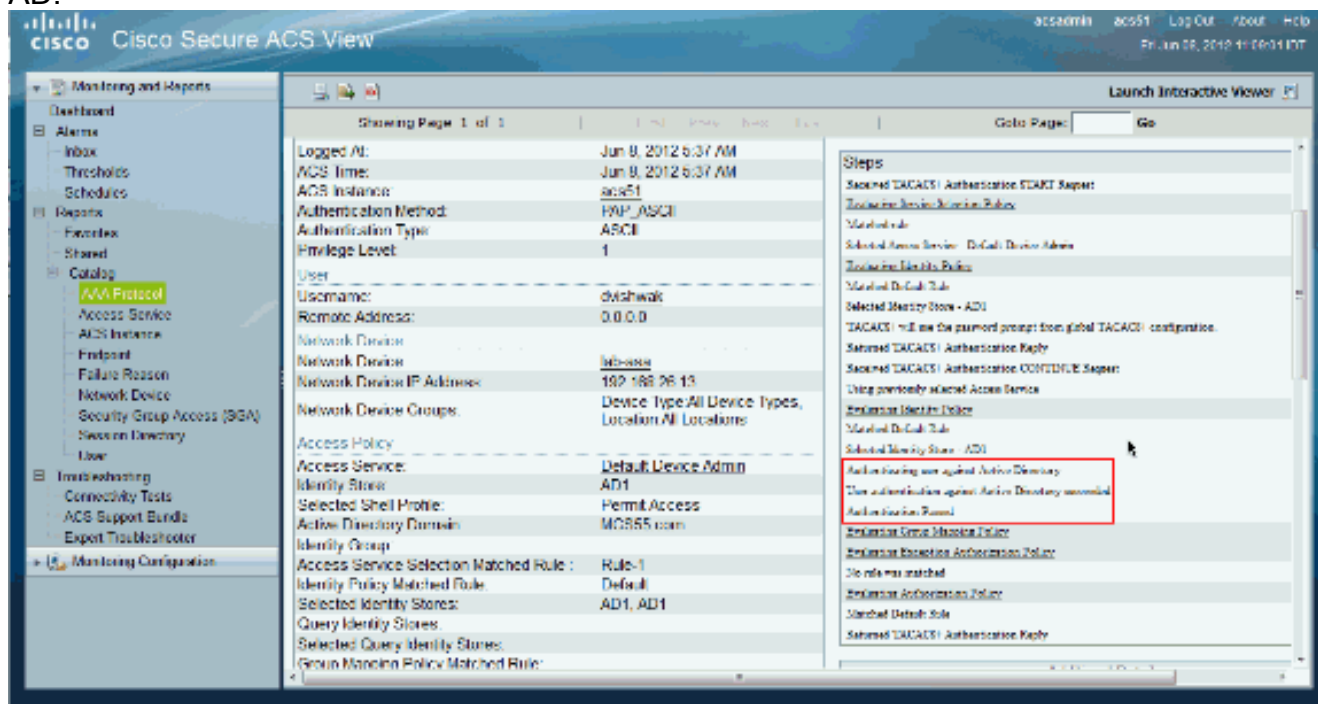 AD.
CISCO Cisco Secure ACS View
acsadmin acs51 Log Out About Help
Monitoring and Reports
Dashboard
Alarms
Inbox
Thresholds
Schedules
Reports
Favorites
Shared
Catalog
AAA Protocol
Access Service
ACS Instance
Endpoint
Failure Reason
Network Device
Security Group Access (SGA)
Session Directory
User
Troubleshooting
Connectivity Tests
ACS Support Bundle
Expert Troubleshooter
Monitoring Configuration
Launch Interactive Viewer
Showing Page 1 of 1
Goto Page: Go
Logged At: Jun 8, 2012 5:37 AM
ACS Time: Jun 8, 2012 5:37 AM
ACS Instance: acs51
Authentication Method: PAP_ASCII
Authentication Type: ASCII
Privilege Level: 1
User
Username: dvishwak
Remote Address: 0.0.0.0
Network Device
Network Device: lab-asa
Network Device IP Address: 192.168.26.13
Network Device Groups: Device Type:All Device Types, 
Location:All Locations
Access Policy
Access Service: Default Device Admin
Identity Store: AD1
Selected Shell Profile: Permit Access
Active Directory Domain: MCS55.com
Identity Group:
Access Service Selection Matched Rule : Rule-1
Identity Policy Matched Rule: Default
Selected Identity Stores: AD1, AD1
Query Identity Stores:
Selected Query Identity Stores:
Group Mapping Policy Matched Rule:
Steps
Received TACACS+ Authentication START Request
Evaluating Service Selection Policy
Matched rule
Selected Access Service - Default Device Admin
Evaluating Identity Policy
Matched Default Rule
Selected Identity Store - AD1
TACACS+ will use the password prompt from global TACACS+ configuration.
Returned TACACS+ Authentication Reply
Received TACACS+ Authentication CONTINUE Request
Using previously selected Access Service
Evaluating Identity Policy
Matched Default Rule
Selected Identity Store - AD1
Authenticating user against Active Directory
User authentication against Active Directory succeeded
Authentication Passed
Evaluating Group Mapping Policy
Evaluating Exception Authorization Policy
No rule was matched
Evaluating Authorization Policy
Matched Default Rule
Returned TACACS+ Authentication Reply